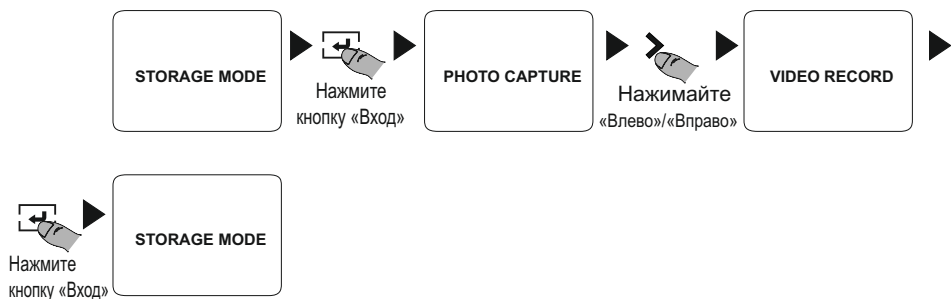 STORAGE MODE
Нажмите
кнопку «Вход»
PHOTO CAPTURE
Нажимайте
«Влево»/«Вправо»
VIDEO RECORD
Нажмите
кнопку «Вход»
STORAGE MODE